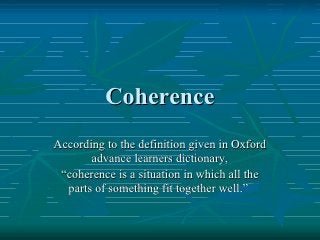 Coherence
According to the definition given in Oxford
advance learners dictionary,
“coherence is a situation in which all the
parts of something fit together well.”